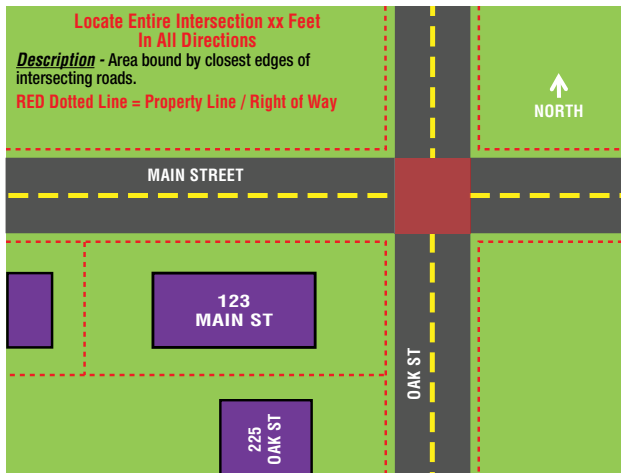 Locate Entire Intersection xx Feet
In All Directions
Description - Area bound by closest edges of
intersecting roads.
RED Dotted Line = Property Line / Right of Way
NORTH
MAIN STREET
123
MAIN ST
OAK ST
225
OAK ST